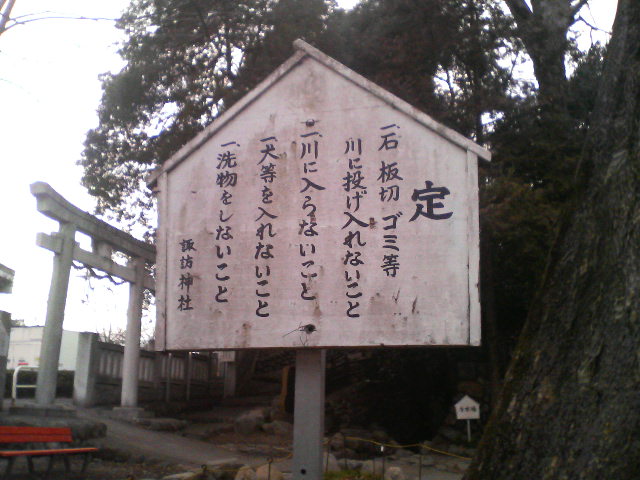 定
一石 板切 ゴミ等
川に投げ入れないこと
一川に入らないこと
一犬等を入れないこと
一洗物をしないこと
諏訪神社